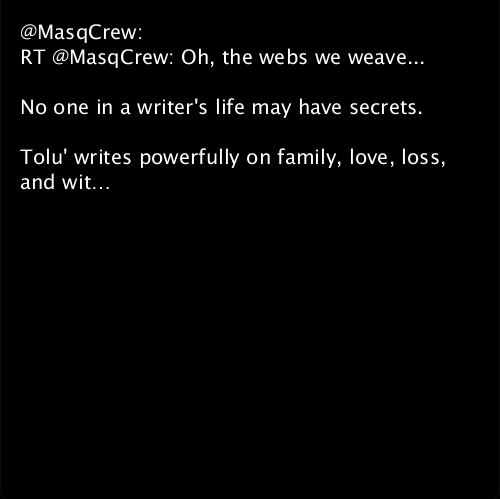 @MasqCrew:
RT @MasqCrew: Oh, the webs we weave...
No one in a writer's life may have secrets.
Tolu' writes powerfully on family, love, loss,
and wit…